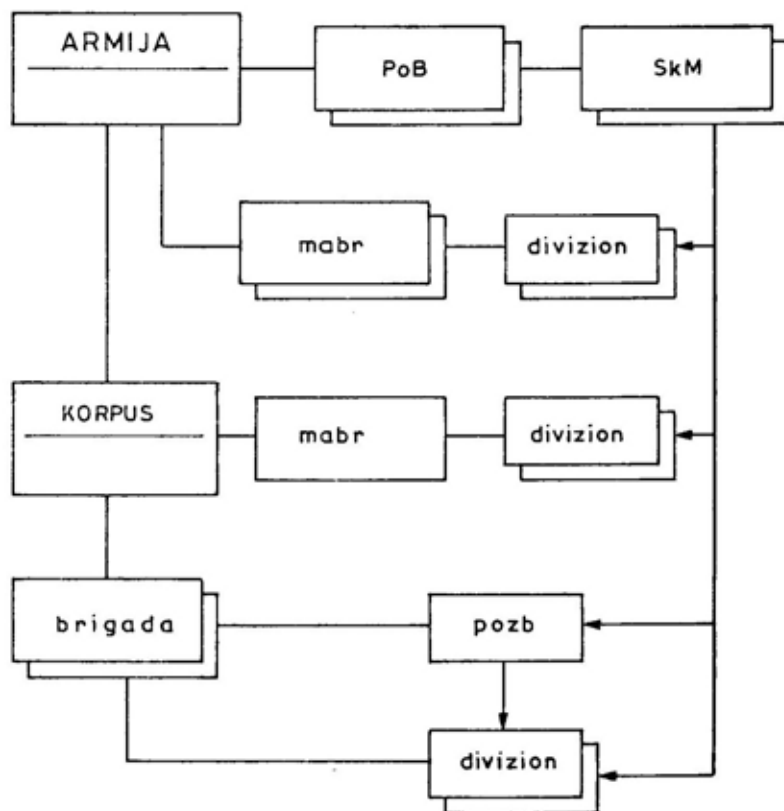 ARMIJA
PoB
SkM
mabr
divizion
KORPUS
mabr
divizion
brigada
pozb
divizion